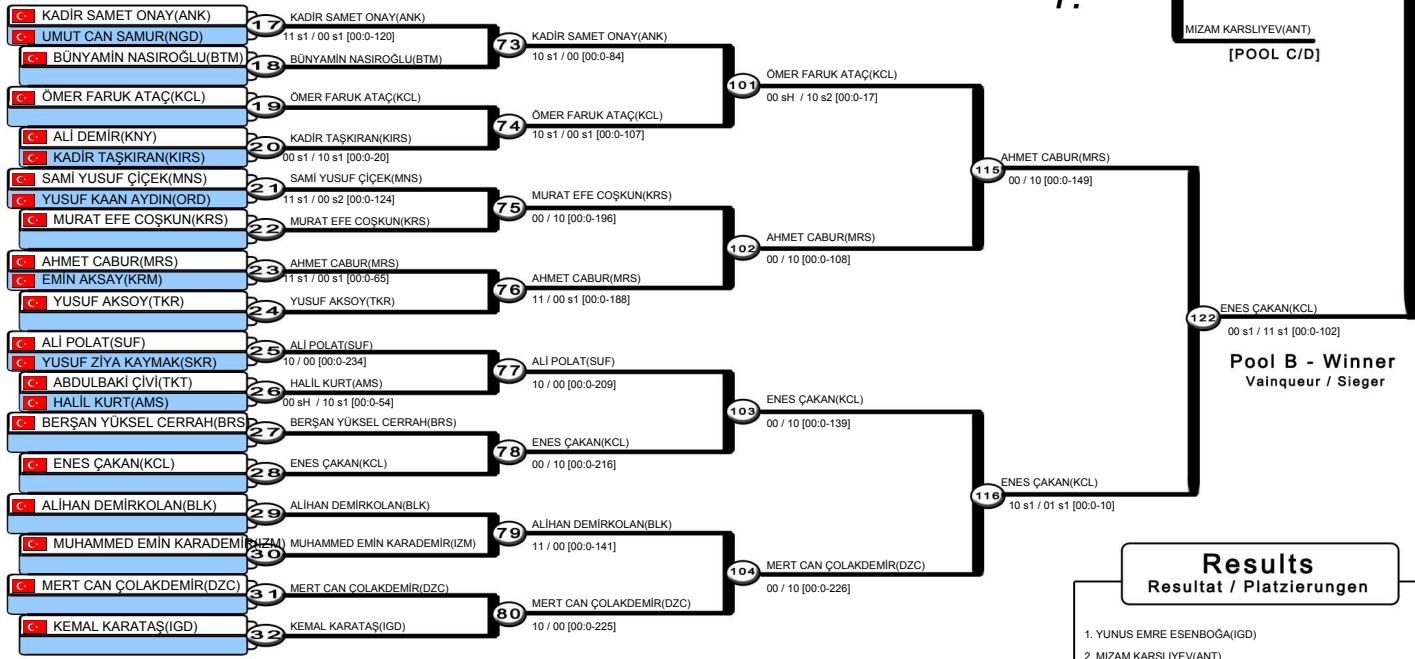 KADİR SAMET ONAY(ANK)
UMUT CAN SAMUR(NGD)
BÜNYAMİN NASIROĞLU(BTM)
ÖMER FARUK ATAÇ(KCL)
ALİ DEMİR(KNY)
KADİR TAŞKIRAN(KIRS)
SAMİ YUSUF ÇİÇEK(MNS)
YUSUF KAAN AYDIN(ORD)
MURAT EFE COŞKUN(KRS)
AHMET CABUR(MRS)
EMİN AKSAY(KRM)
YUSUF AKSOY(TKR)
ALİ POLAT(SUF)
YUSUF ZİYA KAYMAK(SKR)
ABDULBAKİ ÇİVİ(TKT)
HALİL KURT(AMS)
BERŞAN YÜKSEL CERRAH(BRS)
ENES ÇAKAN(KCL)
ALİHAN DEMİRKOLAN(BLK)
MUHAMMED EMİN KARADEMİR(IZM)
MERT CAN ÇOLAKDEMİR(DZC)
KEMAL KARATAŞ(IGD)
17
KADİR SAMET ONAY(ANK)
11 s1 / 00 s1 [00:0-120]
18
BÜNYAMİN NASIROĞLU(BTM)
19
ÖMER FARUK ATAÇ(KCL)
20
KADİR TAŞKIRAN(KIRS)
00 s1 / 10 s1 [00:0-20]
21
SAMİ YUSUF ÇİÇEK(MNS)
11 s1 / 00 s2 [00:0-124]
22
MURAT EFE COŞKUN(KRS)
23
AHMET CABUR(MRS)
11 s1 / 00 s1 [00:0-65]
24
YUSUF AKSOY(TKR)
25
ALİ POLAT(SUF)
10 / 00 [00:0-234]
26
HALİL KURT(AMS)
00 sH / 10 s1 [00:0-54]
27
BERŞAN YÜKSEL CERRAH(BRS)
28
ENES ÇAKAN(KCL)
29
ALİHAN DEMİRKOLAN(BLK)
30
MUHAMMED EMİN KARADEMİR(IZM)
31
MERT CAN ÇOLAKDEMİR(DZC)
32
KEMAL KARATAŞ(IGD)
73
KADİR SAMET ONAY(ANK)
10 s1 / 00 [00:0-84]
74
ÖMER FARUK ATAÇ(KCL)
10 s1 / 00 s1 [00:0-107]
75
MURAT EFE COŞKUN(KRS)
00 / 10 [00:0-196]
76
AHMET CABUR(MRS)
11 / 00 s1 [00:0-188]
77
ALİ POLAT(SUF)
10 / 00 [00:0-209]
78
ENES ÇAKAN(KCL)
00 / 10 [00:0-216]
79
ALİHAN DEMİRKOLAN(BLK)
11 / 00 [00:0-141]
80
MERT CAN ÇOLAKDEMİR(DZC)
10 / 00 [00:0-225]
101
ÖMER FARUK ATAÇ(KCL)
00 sH / 10 s2 [00:0-17]
102
AHMET CABUR(MRS)
00 / 10 [00:0-108]
103
ENES ÇAKAN(KCL)
00 / 10 [00:0-139]
104
MERT CAN ÇOLAKDEMİR(DZC)
00 / 10 [00:0-226]
115
AHMET CABUR(MRS)
00 / 10 [00:0-149]
116
ENES ÇAKAN(KCL)
10 s1 / 01 s1 [00:0-10]
122
ENES ÇAKAN(KCL)
00 s1 / 11 s1 [00:0-102]
Pool B - Winner
Vainqueur / Sieger
MIZAM KARSLIYEV(ANT)
[POOL C/D]
Results
Resultat / Platzierungen
1. YUNUS EMRE ESENBOĞA(IGD)
2. MIZAM KARSLIYEV(ANT)